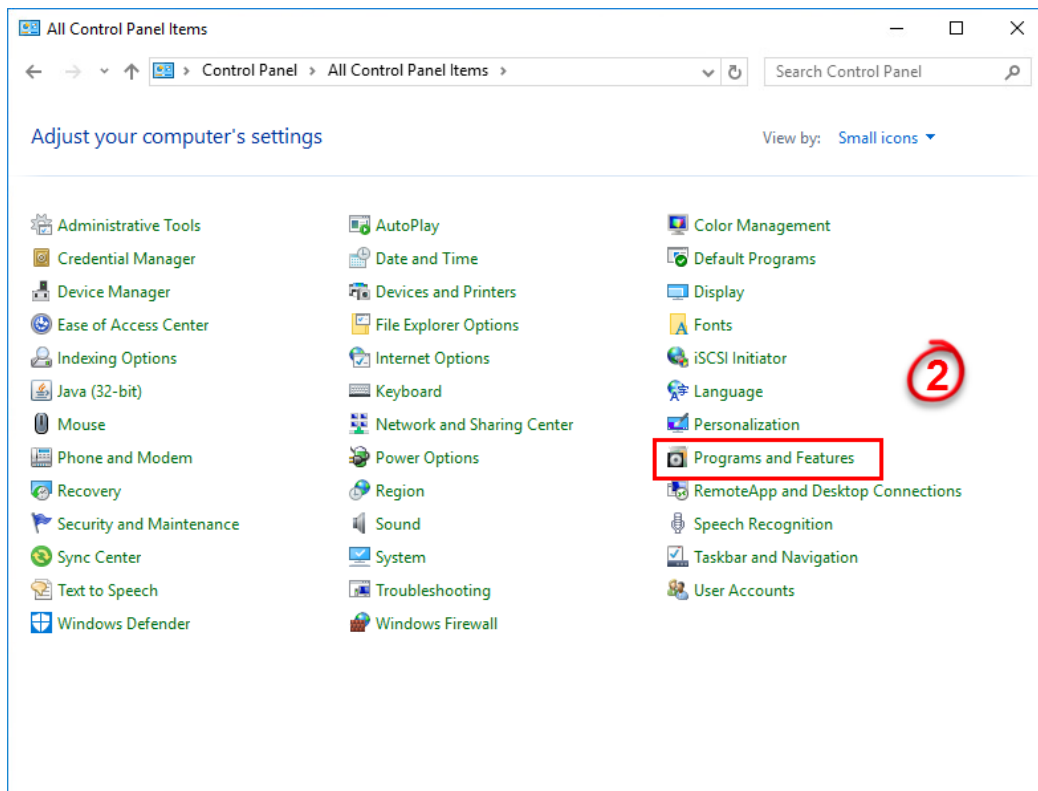 All Control Panel Items
Control Panel > All Control Panel Items >
Search Control Panel
Adjust your computer's settings
View by: Small icons
Administrative Tools
AutoPlay
Color Management
Credential Manager
Date and Time
Default Programs
Device Manager
Devices and Printers
Display
Ease of Access Center
File Explorer Options
Fonts
Indexing Options
Internet Options
iSCSI Initiator
Java (32-bit)
Keyboard
Language
Mouse
Network and Sharing Center
Personalization
Phone and Modem
Power Options
Programs and Features
Recovery
Region
RemoteApp and Desktop Connections
Security and Maintenance
Sound
Speech Recognition
Sync Center
System
Taskbar and Navigation
Text to Speech
Troubleshooting
User Accounts
Windows Defender
Windows Firewall
2